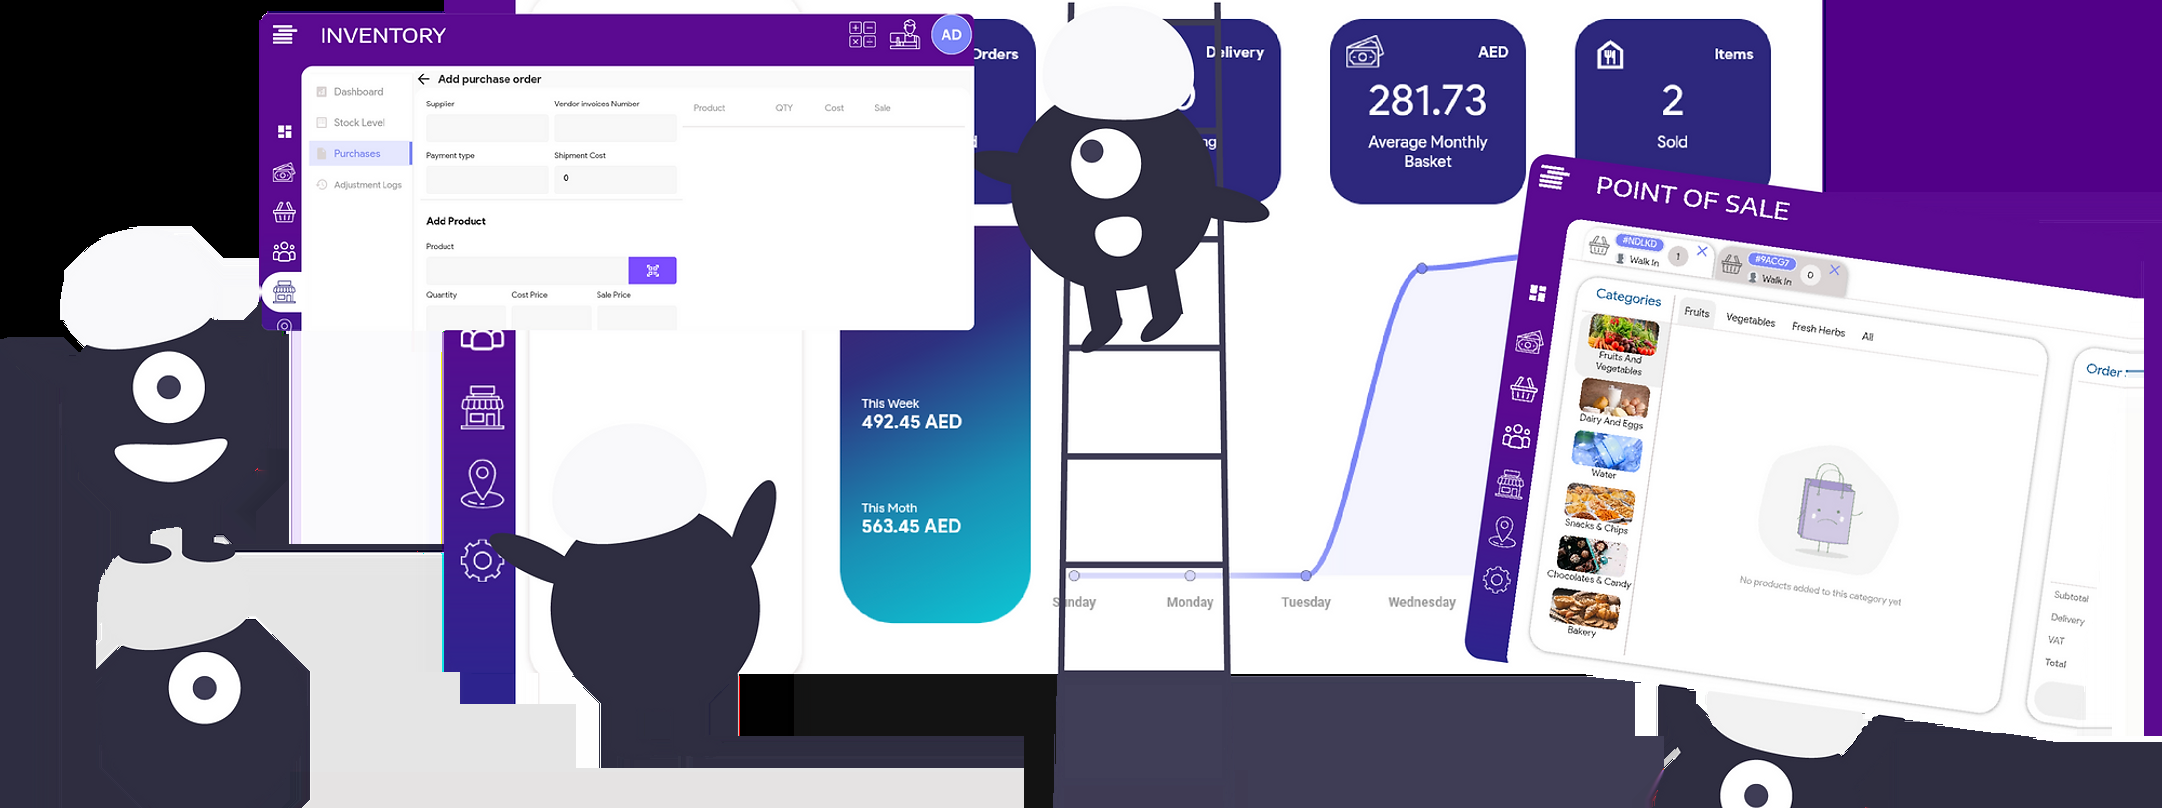 INVENTORY
AD
Dashboard
Stock Level
Purchases
Adjustment Logs
Add purchase order
Supplier
Vendor invoices Number
Payment type
Shipment Cost
0
Add Product
Product
Quantity
Cost Price
Sale Price
Product QTY Cost Sale
Orders
Delivery
AED
281.73
Average Monthly
Basket
Items
2
Sold
This Week
492.45 AED
This Moth
563.45 AED
Sunday Monday Tuesday Wednesday
POINT OF SALE
#NDLKD
Walk In
1
#9ACG7
Walk In
0
Categories
Fruits Vegetables Fresh Herbs All
Fruits And
Vegetables
Dairy And Eggs
Water
Snacks & Chips
Chocolates & Candy
Bakery
No products added to this category yet
Order :
Subtotal
Delivery
VAT
Total